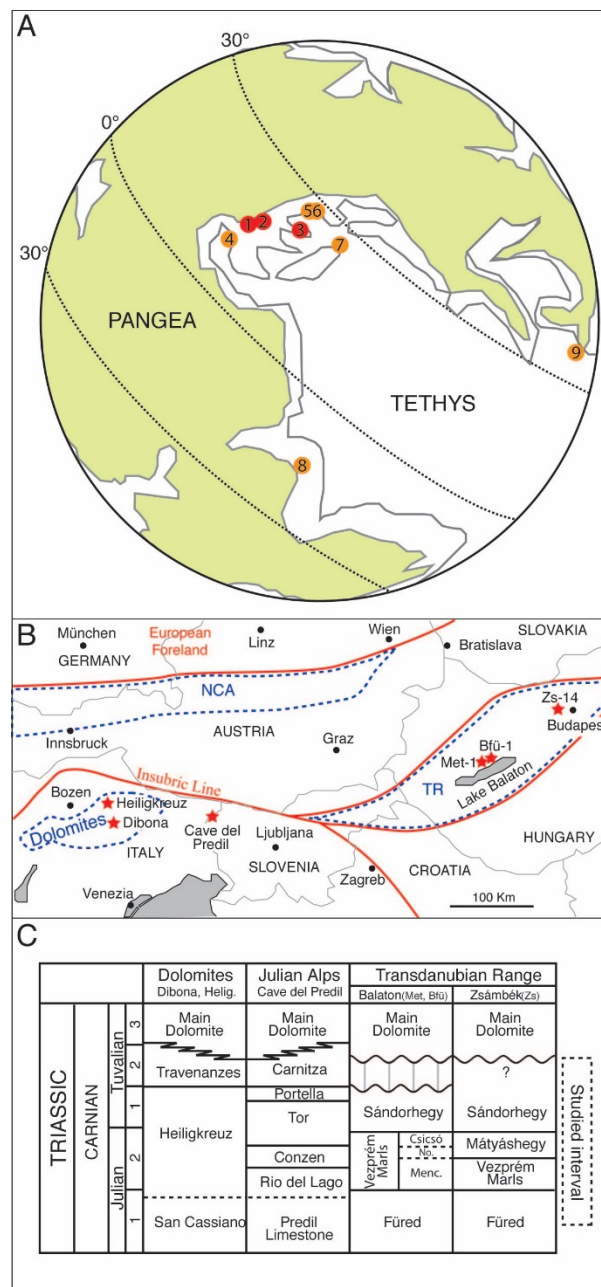 A
30°
0°
30°
1 2 3 4 56 7
PANGEA
9
TETHYS
8
B
München
GERMANY
European
Foreland
Linz
Wien
SLOVAKIA
Bratislava
NCA
AUSTRIA
Zs-14
Budapes
Innsbruck
Graz
Bfü-1
Met-1
Lake Balaton
TR
Insubric Line
Bozen
Heiligkreuz
Dibona
Dolomites
ITALY
Cave del
Predil
Ljubljana
SLOVENIA
HUNGARY
CROATIA
Zagreb
Venezia
100 Km
C
Dolomites
Dibona, Helig.
Julian Alps
Cave del Predil
Transdanubian Range
Balaton(Met, Bfü)
Zsámbék(Zs)
TRIASSIC
CARNIAN
Tuvalian
Julian
3
2
1
2
1
Main
Dolomite
Main
Dolomite
Main
Dolomite
Main
Dolomite
Travenanzes
Carnitza
?
Portella
Heiligkreuz
Tor
Sándorhegy
Sándorhegy
Conzen
Vezprém
Marls
Csicsó
No.
Menc.
Mátyáshegy
Rio del Lago
Vezprém
Marls
San Cassiano
Predil
Limestone
Füred
Füred
Studied interval